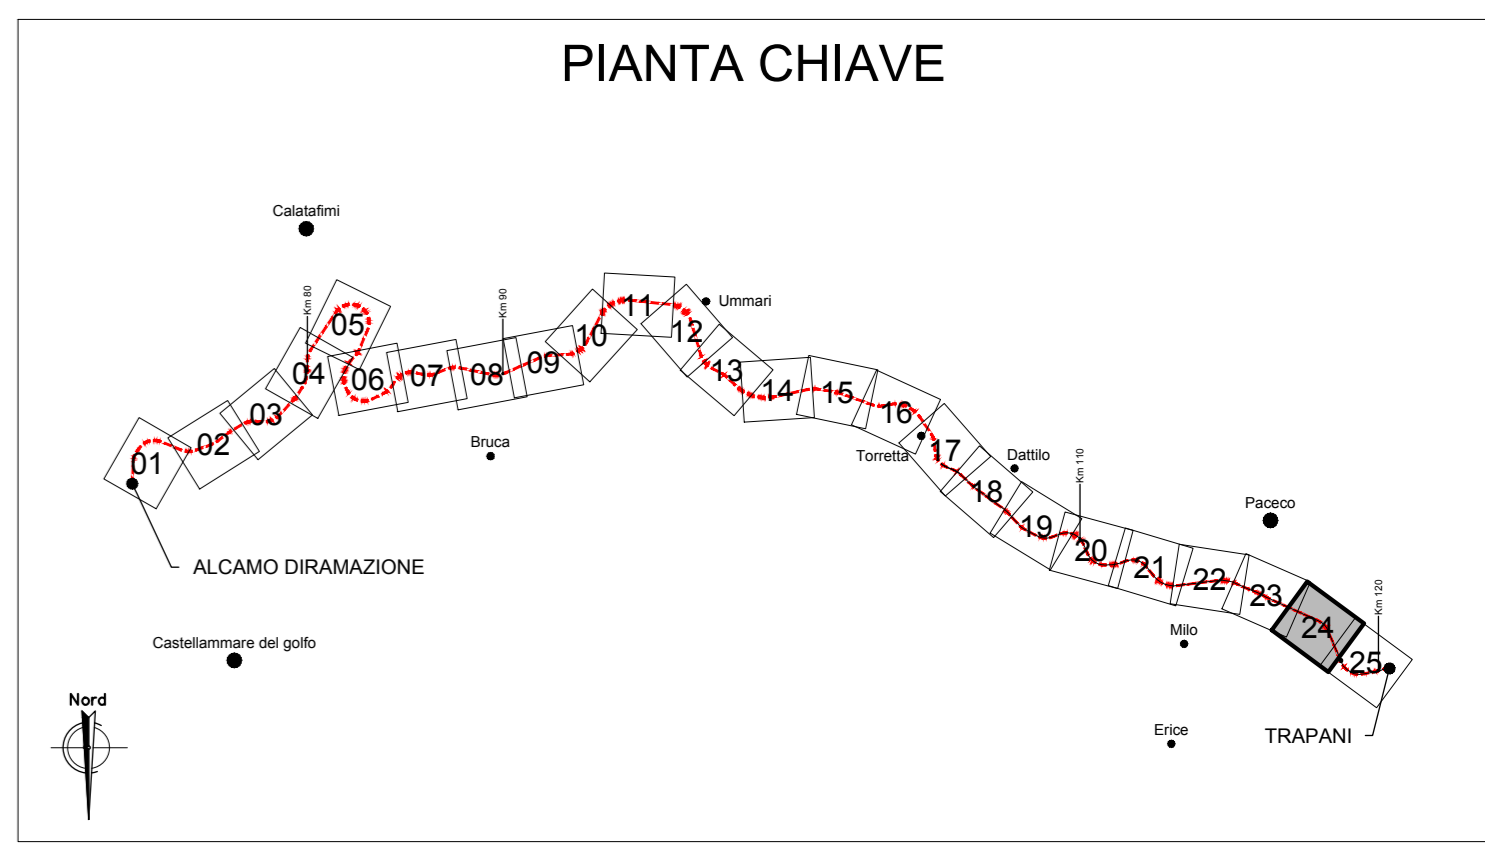 PIANTA CHIAVE
Calatafimi
Km 80
Km 90
Ummari
01
02
03
04
05
06
07
08
09
10
11
12
13
14
15
16
17
18
19
20
21
22
23
24
25
Bruca
Torretta
Dattilo
Km 110
Paceco
Km 120
ALCAMO DIRAMAZIONE
Castellammare del golfo
Milo
Erice
TRAPANI
Nord